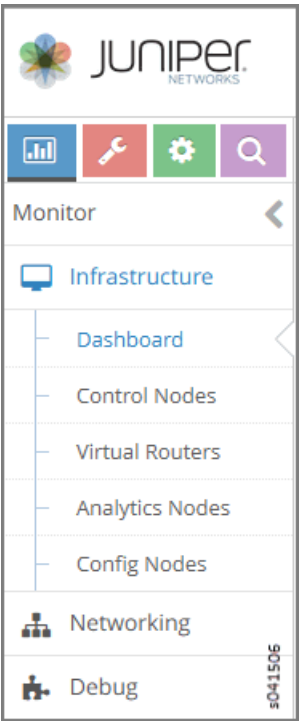 JUNIPER
NETWORKS
Monitor
Infrastructure
Dashboard
Control Nodes
Virtual Routers
Analytics Nodes
Config Nodes
Networking
Debug
s041506